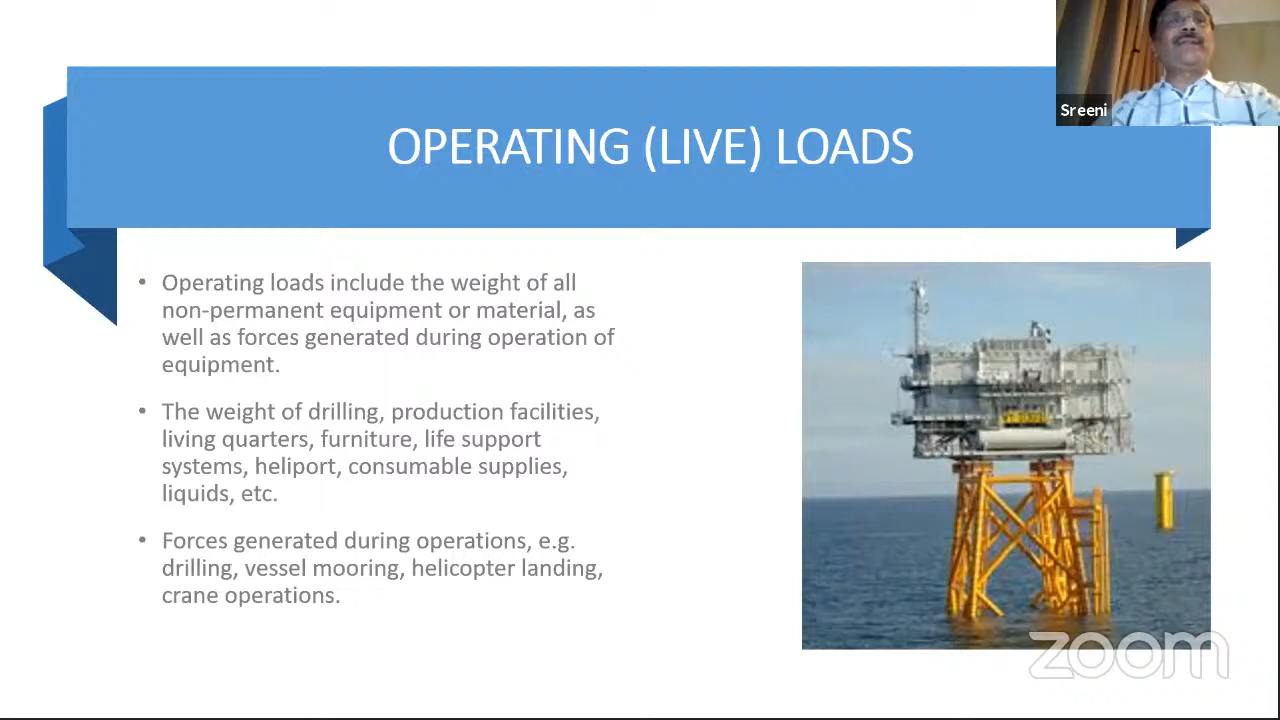 Sreeni
OPERATING (LIVE) LOADS
• Operating loads include the weight of all
non-permanent equipment or material, as
well as forces generated during operation of
equipment.
• The weight of drilling, production facilities,
living quarters, furniture, life support
systems, heliport, consumable supplies,
liquids, etc.
• Forces generated during operations, e.g.
drilling, vessel mooring, helicopter landing,
crane operations.
zoom